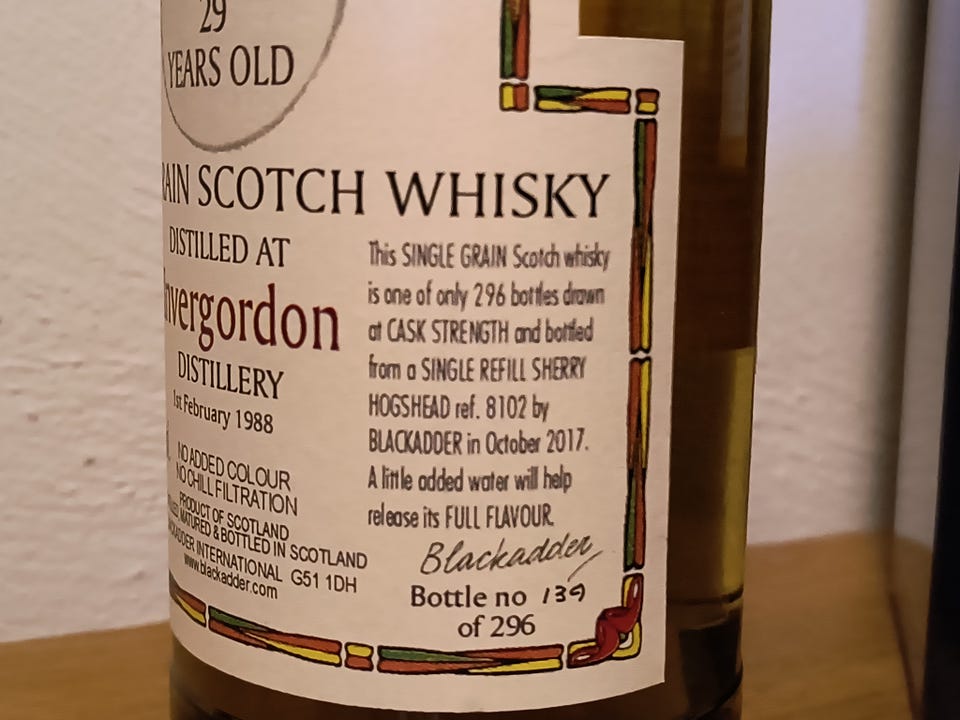 29
YEARS OLD
RAIN SCOTCH WHISKY
DISTILLED AT
nvergordon
DISTILLERY
1st February 1988
NO ADDED COLOUR
NO CHILL FILTRATION
PRODUCT OF SCOTLAND
MATURED & BOTTLED IN SCOTLAND
ACKADDER INTERNATIONAL G51 1DH
www.blackadder.com
This SINGLE GRAIN Scotch whisky
is one of only 296 bottles drawn
at CASK STRENGTH and bottled
from a SINGLE REFILL SHERRY
HOGSHEAD ref. 8102 by
BLACKADDER in October 2017.
A little added water will help
release its FULL FLAVOUR.
Blackadder
Bottle no 139
of 296